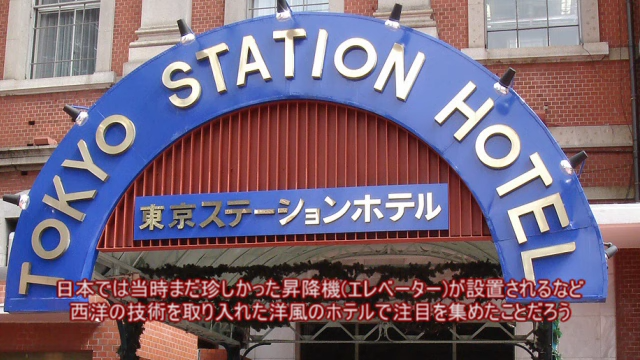 TOKYO STATION HOTEL
東京ステーションホテル
日本では当時まだ珍しかった昇降機(エレベーター)が設置されるなど
西洋の技術を取り入れた洋風のホテルで注目を集めたことだろう